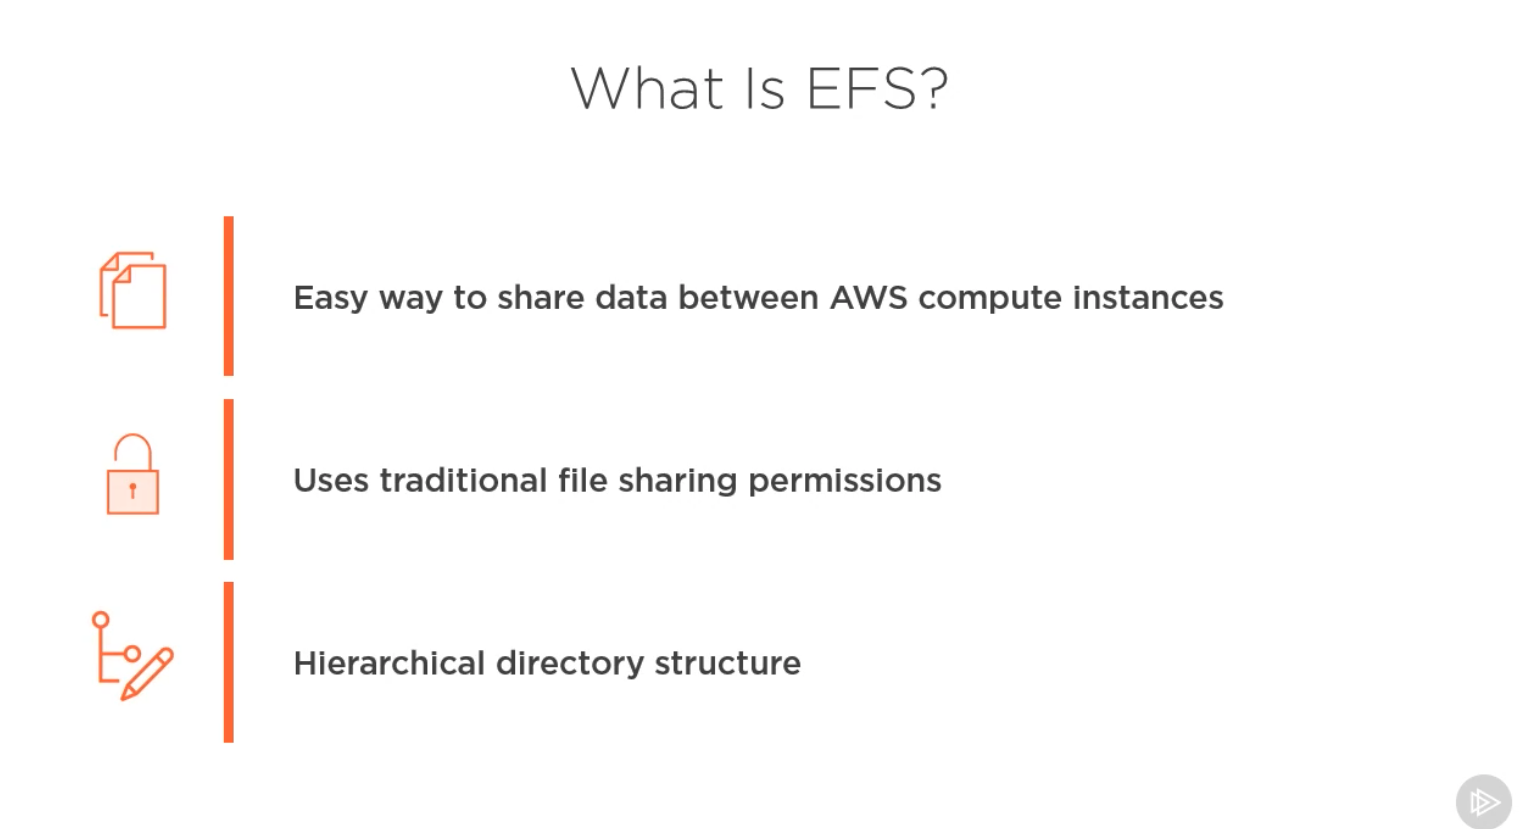 What Is EFS?
Easy way to share data between AWS compute instances
Uses traditional file sharing permissions
Hierarchical directory structure